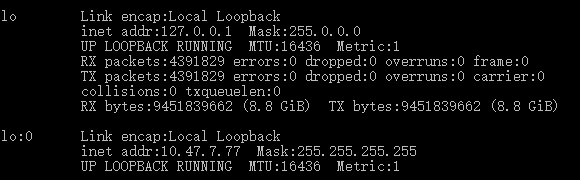 lo Link encap:Local Loopback
inet addr:127.0.0.1 Mask:255.0.0.0
UP LOOPBACK RUNNING MTU:16436 Metric:1
RX packets:4391829 errors:0 dropped:0 overruns:0 frame:0
TX packets:4391829 errors:0 dropped:0 overruns:0 carrier:0
collisions:0 txqueuelen:0
RX bytes:9451839662 (8.8 GiB) TX bytes:9451839662 (8.8 GiB)
lo:0 Link encap:Local Loopback
inet addr:10.47.7.77 Mask:255.255.255.255
UP LOOPBACK RUNNING MTU:16436 Metric:1